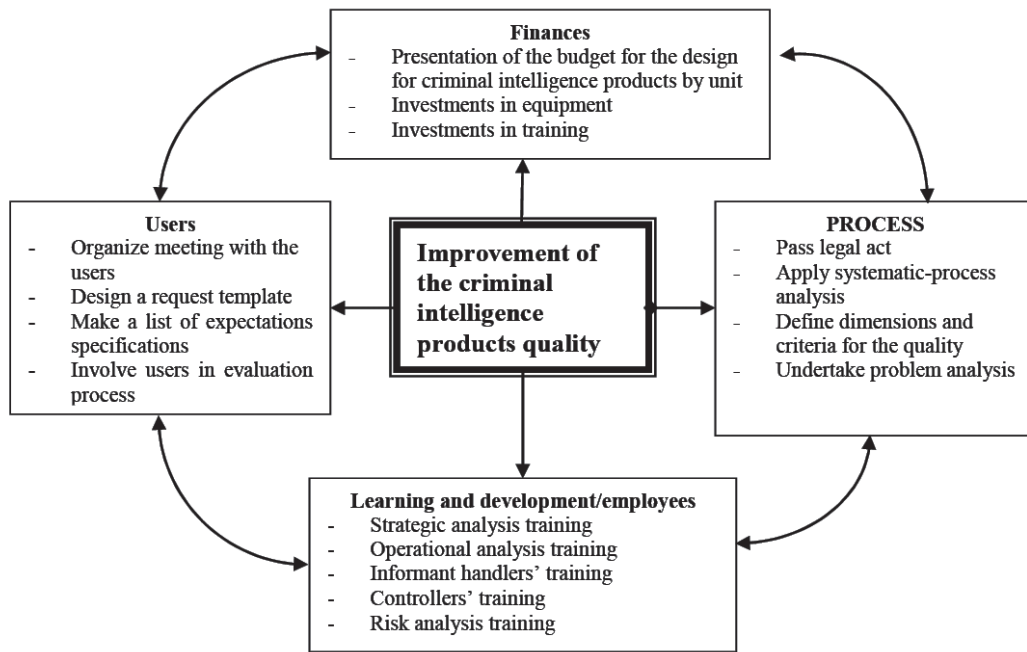 Finances
- Presentation of the budget for the design
for criminal intelligence products by unit
- Investments in equipment
- Investments in training
Users
- Organize meeting with the
users
- Design a request template
- Make a list of expectations
specifications
- Involve users in evaluation
process
Improvement of
the criminal
intelligence
products quality
PROCESS
- Pass legal act
- Apply systematic-process
analysis
- Define dimensions and
criteria for the quality
- Undertake problem analysis
Learning and development/employees
- Strategic analysis training
- Operational analysis training
- Informant handlers’ training
- Controllers’ training
- Risk analysis training